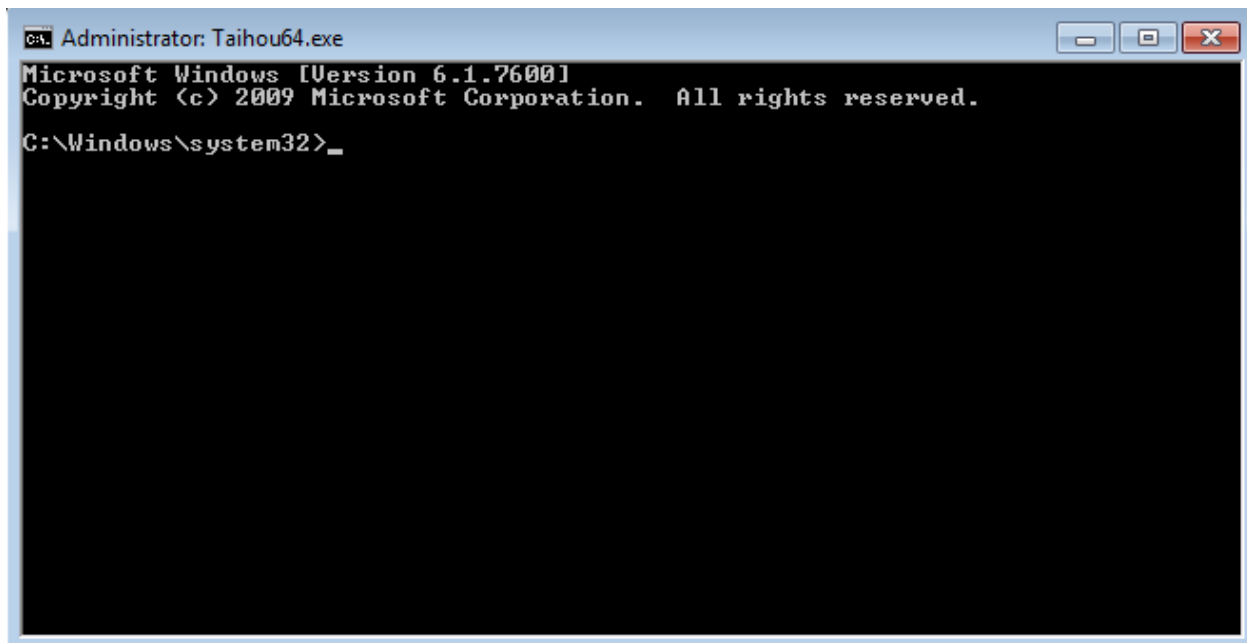 Administrator: Taihou64.exe
Microsoft Windows [Version 6.1.7600]
Copyright (c) 2009 Microsoft Corporation.  All rights reserved.
C:\Windows\system32>_